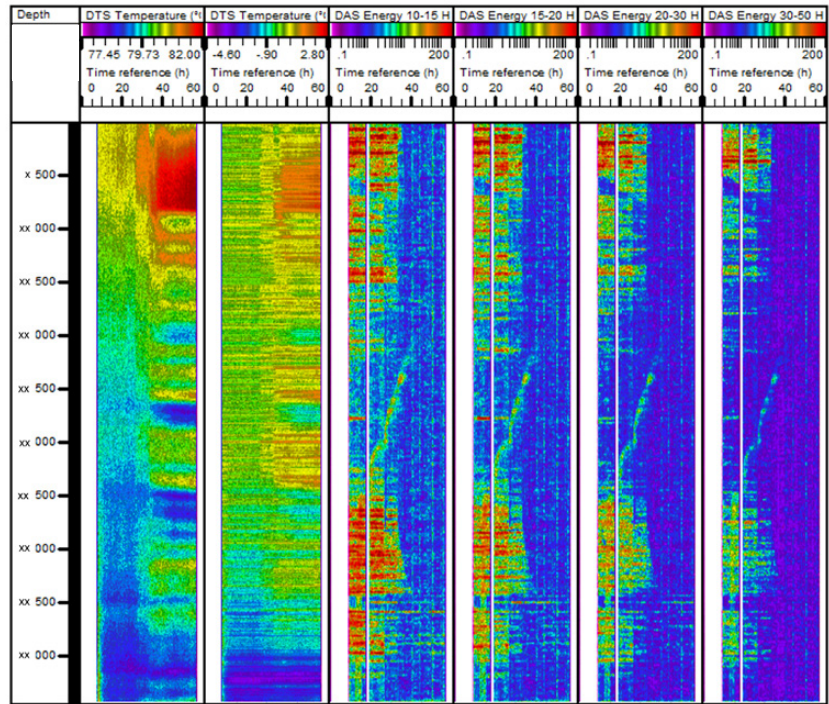 Depth DTS Temperature (°( DTS Temperature (°( DAS Energy 10-15 H DAS Energy 15-20 H DAS Energy 20-30 H DAS Energy 30-50 H
77.45 79.73 82.00 -4.60 -.90 2.80 .1 200 .1 200 .1 200 .1 200
Time reference (h) Time reference (h) Time reference (h) Time reference (h) Time reference (h) Time reference (h)
0 20 40 60 0 20 40 60 0 20 40 60 0 20 40 60 0 20 40 60 0 20 40 60
x 500
xx 000
xx 500
xx 000
xx 500
xx 000
xx 500
xx 000
xx 500
xx 000